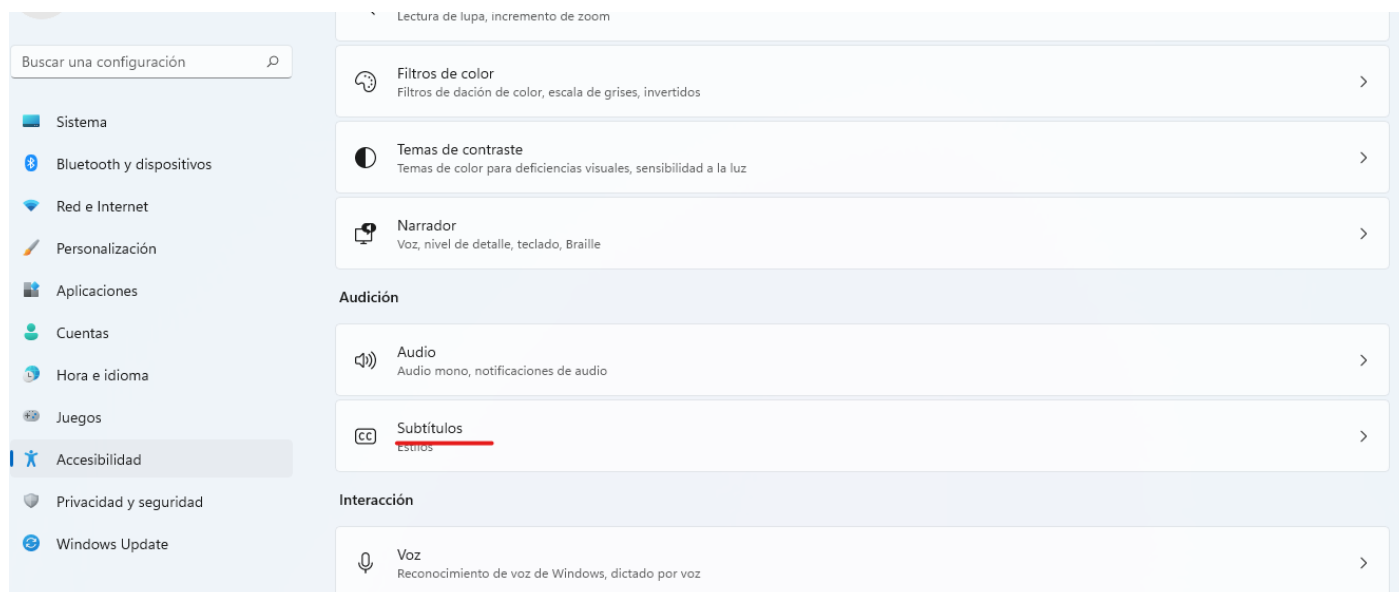 Lectura de lupa, incremento de zoom
Buscar una configuración
Sistema
Bluetooth y dispositivos
Red e Internet
Personalización
Aplicaciones
Cuentas
Hora e idioma
Juegos
Accesibilidad
Privacidad y seguridad
Windows Update
Filtros de color
Filtros de dación de color, escala de grises, invertidos
Temas de contraste
Temas de color para deficiencias visuales, sensibilidad a la luz
Narrador
Voz, nivel de detalle, teclado, Braille
Audición
Audio
Audio mono, notificaciones de audio
CC
Subtítulos
Estilos
Interacción
Voz
Reconocimiento de voz de Windows, dictado por voz